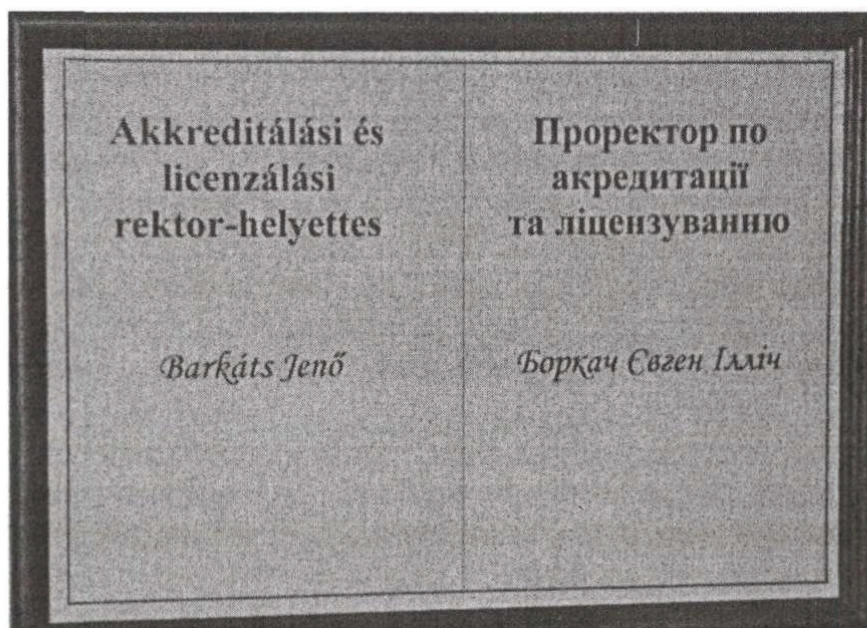 Akkreditálási és
licenzálási
rektor-helyettes
Barkáts Jenő
Проректор по
акредитації
та ліцензуванню
Боркач Євген Ілліч